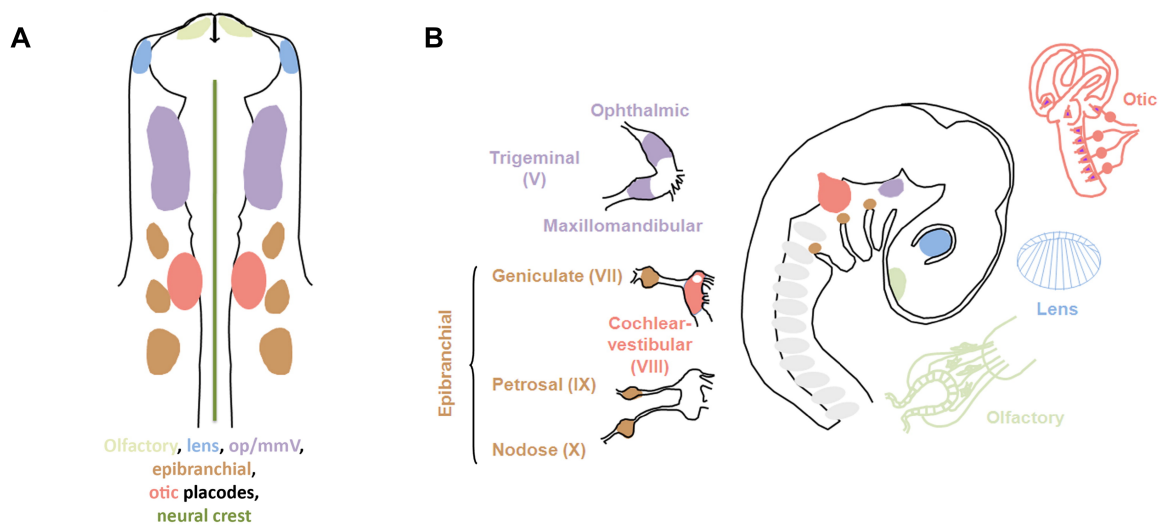 A
Olfactory, lens, op/mmV,
epibranchial,
otic placodes,
neural crest
B
Ophthalmic
Trigeminal
(V)
Maxillomandibular
Epibranchial
Geniculate (VII)
Cochlear-
vestibular
(VIII)
Petrosal (IX)
Nodose (X)
Otic
Lens
Olfactory